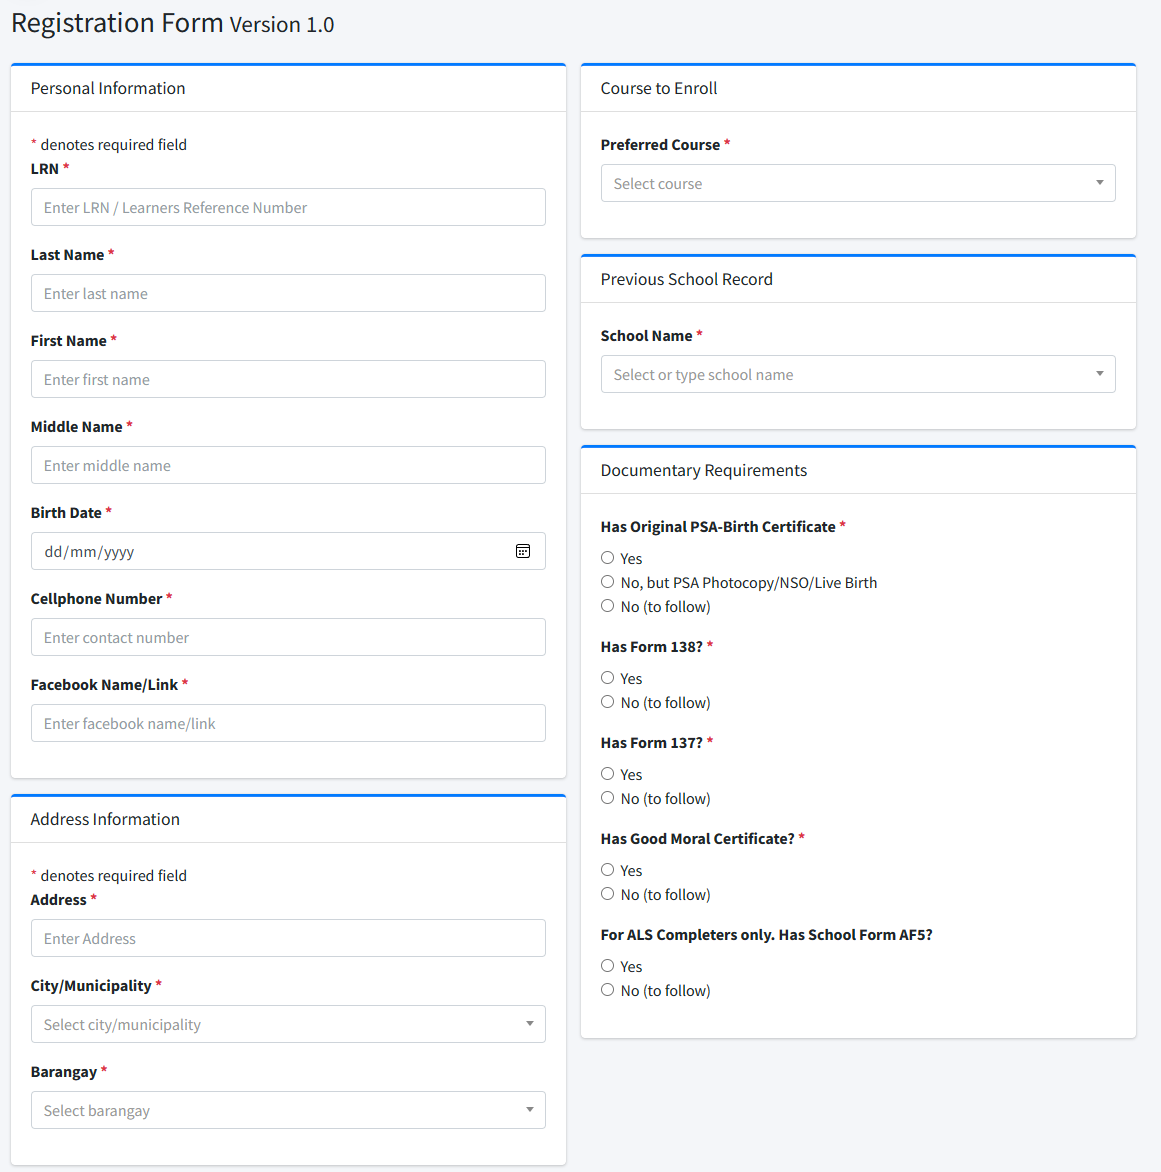 Registration Form Version 1.0
Personal Information
* denotes required field
LRN *
Enter LRN / Learners Reference Number
Last Name *
Enter last name
First Name *
Enter first name
Middle Name *
Enter middle name
Birth Date *
dd/mm/yyyy
Cellphone Number *
Enter contact number
Facebook Name/Link *
Enter facebook name/link
Address Information
* denotes required field
Address *
Enter Address
City/Municipality *
Select city/municipality
Barangay *
Select barangay
Course to Enroll
Preferred Course *
Select course
Previous School Record
School Name *
Select or type school name
Documentary Requirements
Has Original PSA-Birth Certificate *
Yes
No, but PSA Photocopy/NSO/Live Birth
No (to follow)
Has Form 138? *
Yes
No (to follow)
Has Form 137? *
Yes
No (to follow)
Has Good Moral Certificate? *
Yes
No (to follow)
For ALS Completers only. Has School Form AF5?
Yes
No (to follow)